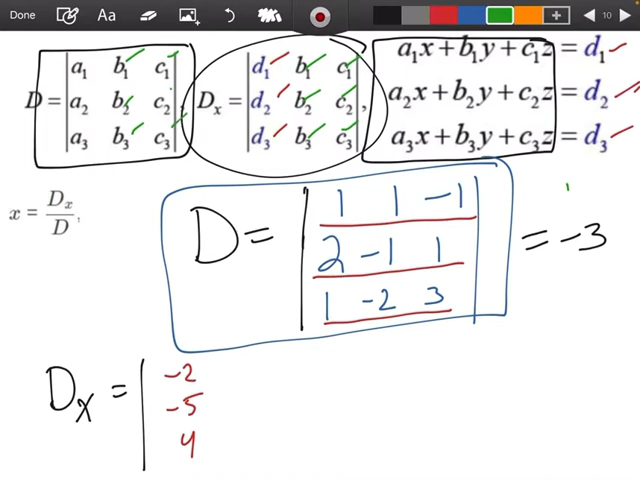 Done
10
D = | a₁ b₁ c₁ |
| a₂ b₂ c₂ |
| a₃ b₃ c₃ |,
Dₓ = | d₁ b₁ c₁ |
| d₂ b₂ c₂ |
| d₃ b₃ c₃ |,
a₁x + b₁y + c₁z = d₁
a₂x + b₂y + c₂z = d₂
a₃x + b₃y + c₃z = d₃
x = Dₓ/D,
D = | 1 1 -1 |
| 2 -1 1 | = -3
| 1 -2 3 |
Dₓ = | -2
| -5
| 4